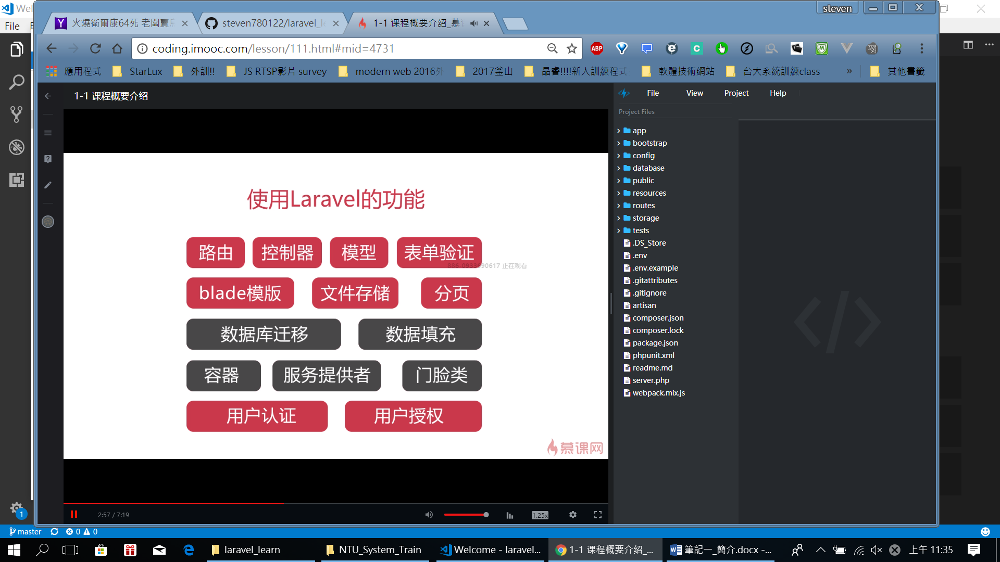 Wel
steven
火燒衛爾康64死 老闆賣
steven780122/laravel_l
1-1 课程概要介绍_慕
File
coding.imooc.com/lesson/111.html#mid=4731
ABP
應用程式
StarLux
外訓!!
JS RTSP影片 survey
modern web 2016
2017釜山
晶睿!!!!新人訓練程式
軟體技術網站
台大系統訓練class
»
其他書籤
1-1 课程概要介绍
File View Project Help
Project Files
app
bootstrap
config
database
public
resources
routes
storage
tests
.DS_Store
.env
.env.example
.gitattributes
.gitignore
artisan
composer.json
composer.lock
package.json
phpunit.xml
readme.md
server.php
webpack.mix.js
使用Laravel的功能
路由 控制器 模型 表单验证
886-0933690617 正在观看
blade模版 文件存储 分页
数据库迁移 数据填充
容器 服务提供者 门脸类
用户认证 用户授权
慕课网
2:57 / 7:19
1.25x
1
master 0 0
laravel_learn
NTU_System_Train
Welcome - laravel...
1-1 课程概要介绍_...
筆記一_簡介.docx -...
上午 11:35